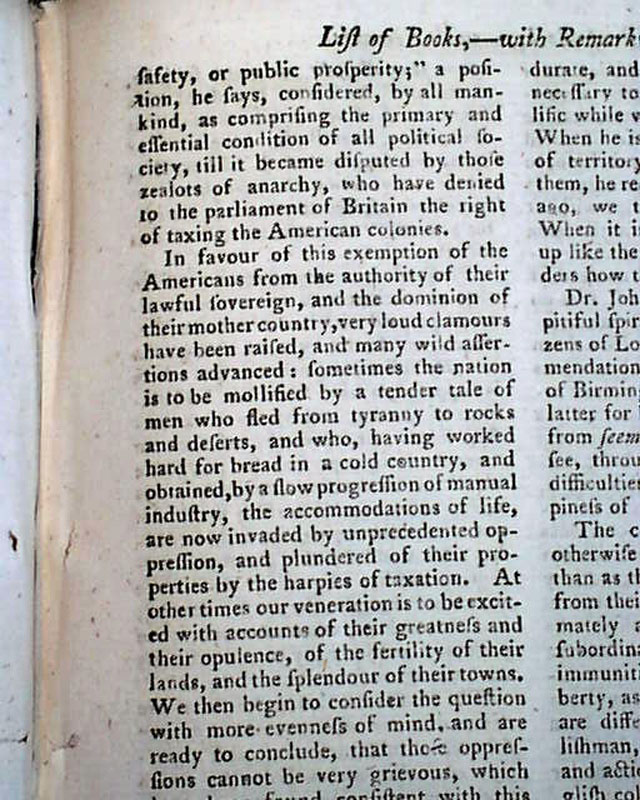 List of Books,—with Remark
ſafety, or public proſperity;" a poſi-
tion, he ſays, conſidered, by all man-
kind, as compriſing the primary and
eſſential condition of all political ſo-
ciety, till it became diſputed by thoſe
zealots of anarchy, who have denied
to the parliament of Britain the right
of taxing the American colonies.
In favour of this exemption of the
Americans from the authority of their
lawful ſovereign, and the dominion of
their mother country, very loud clamours
have been raiſed, and many wild aſſer-
tions advanced: ſometimes the nation
is to be mollified by a tender tale of
men who fled from tyranny to rocks
and deſerts, and who, having worked
hard for bread in a cold country, and
obtained, by a ſlow progreſſion of manual
induſtry, the accommodations of life,
are now invaded by unprecedented op-
preſſion, and plundered of their pro-
perties by the harpies of taxation. At
other times our veneration is to be excit-
ed with accounts of their greatneſs and
their opulence, of the fertility of their
lands, and the ſplendour of their towns.
We then begin to conſider the queſtion
with more evenneſs of mind, and are
ready to conclude, that thoſe oppreſ-
ſions cannot be very grievous, which
found conſiſtent with this
durate, and
neceſſary to
lific while
When he is
of territory
them, he re
ago, we t
When it i
up like the
ders how t
Dr. Joh
pitiful ſpir
zens of Lo
mendation
of Birmin
latter for
from ſeem
ſee, throu
difficultie
pineſs of
The c
otherwiſe
than as th
from thei
mately a
ſubordina
immuniti
berty, as
are diffe
liſhman,
and actio
gliſh col